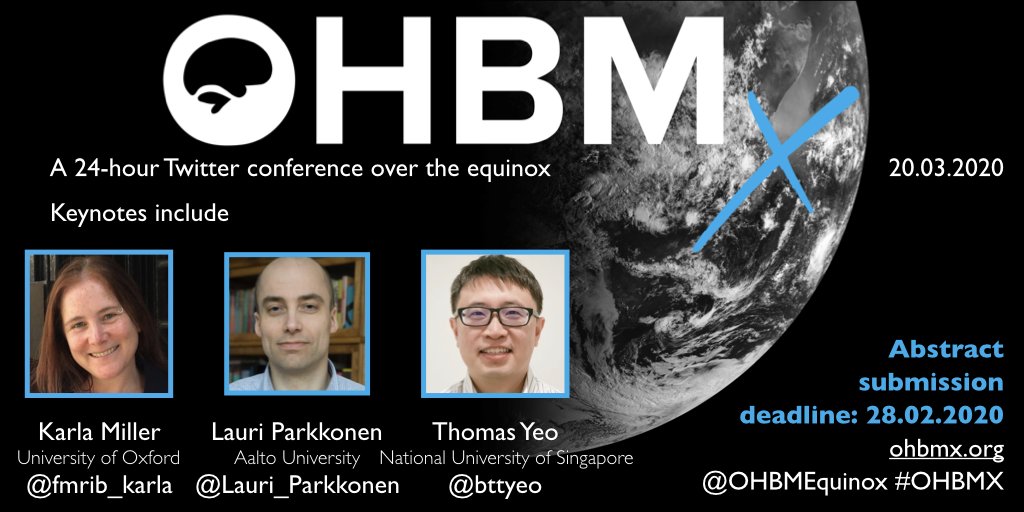 OHBM X
A 24-hour Twitter conference over the equinox
20.03.2020
Keynotes include
Karla Miller
University of Oxford
@fmrib_karla
Lauri Parkkonen
Aalto University
@Lauri_Parkkonen
Thomas Yeo
National University of Singapore
@bttyeo
Abstract
submission
deadline: 28.02.2020
ohbmx.org
@OHBMEquinox #OHBMX